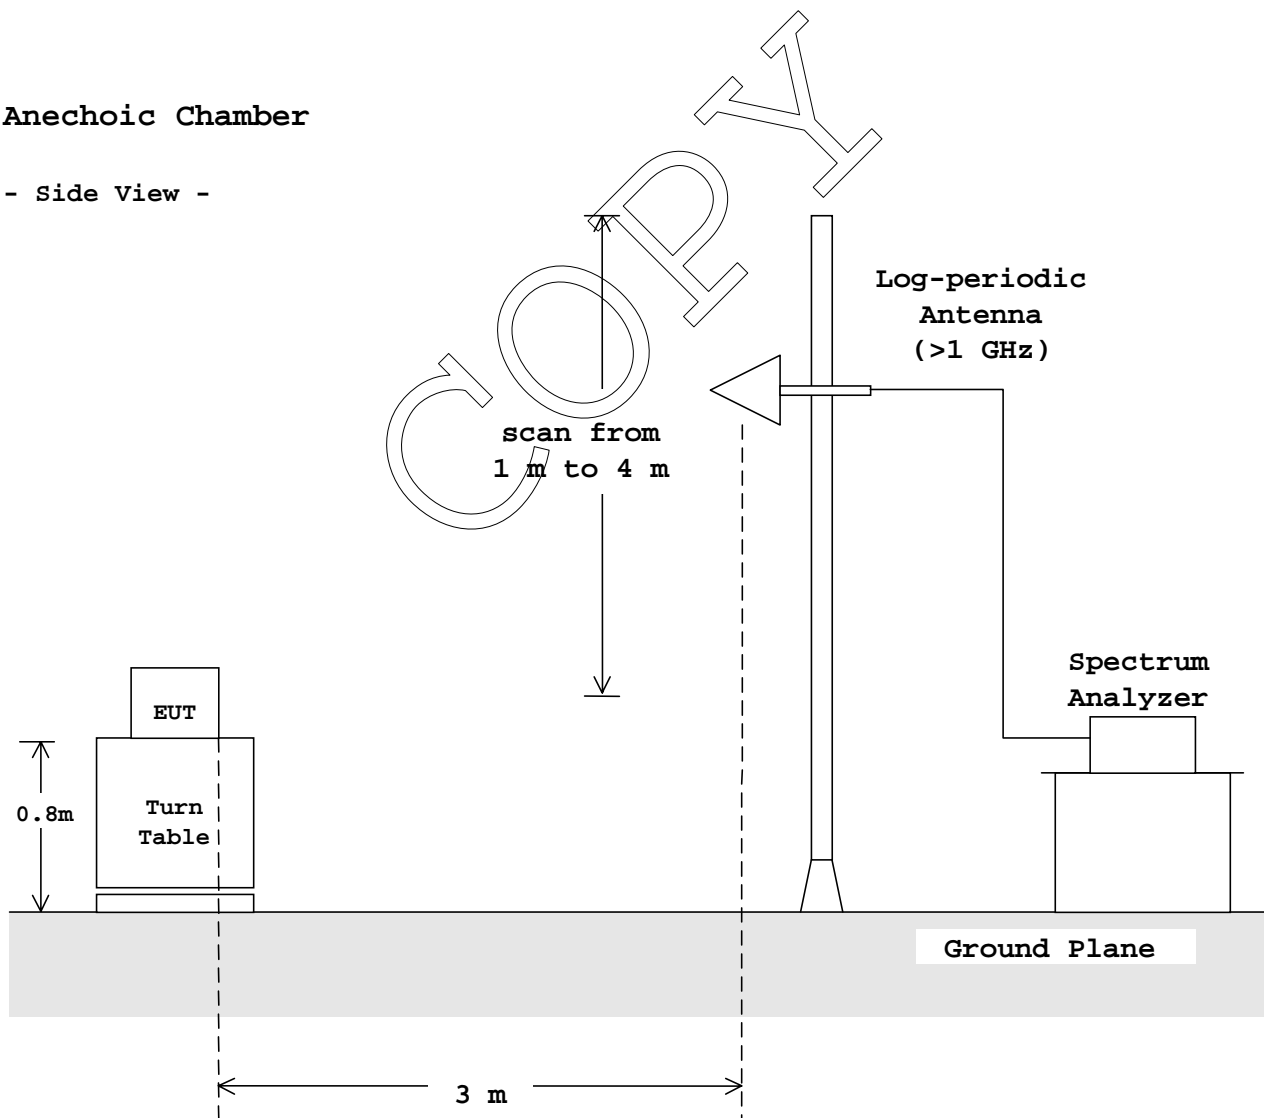 Anechoic Chamber
- Side View -
COPY
Log-periodic
Antenna
(>1 GHz)
scan from
1 m to 4 m
Spectrum
Analyzer
EUT
0.8m
Turn
Table
Ground Plane
3 m